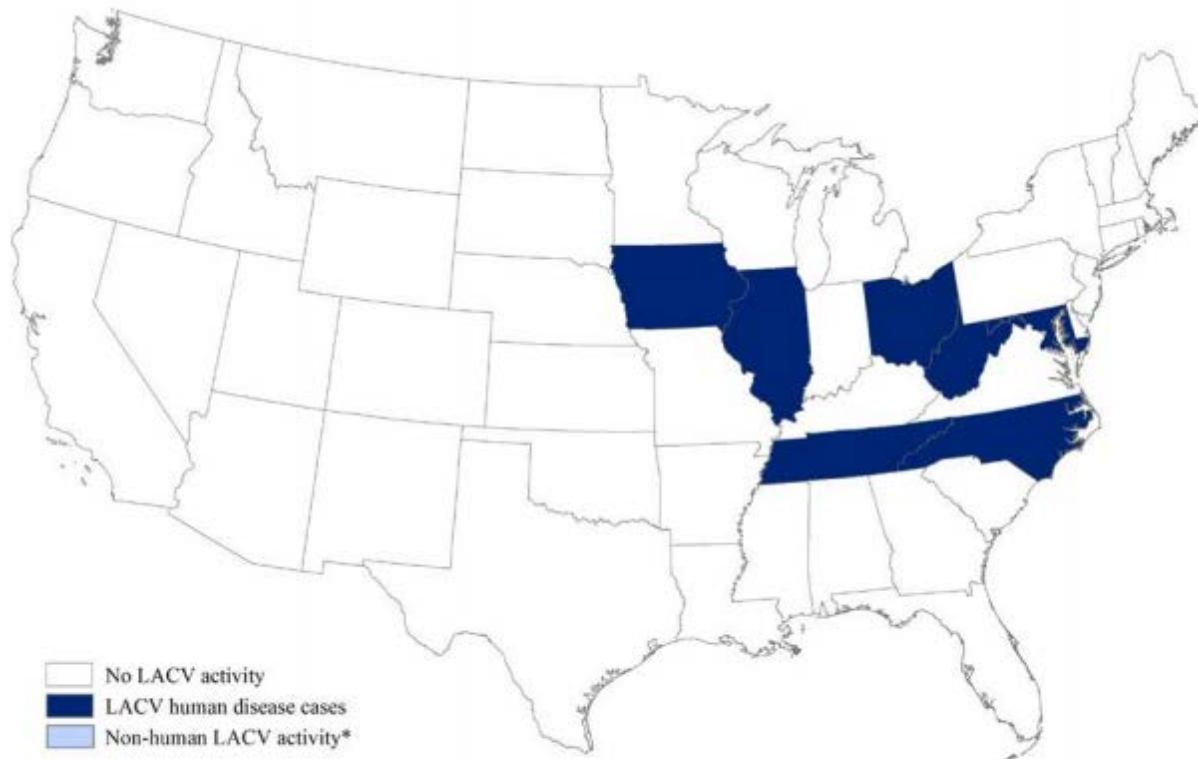 No LACV activity
LACV human disease cases
Non-human LACV activity*